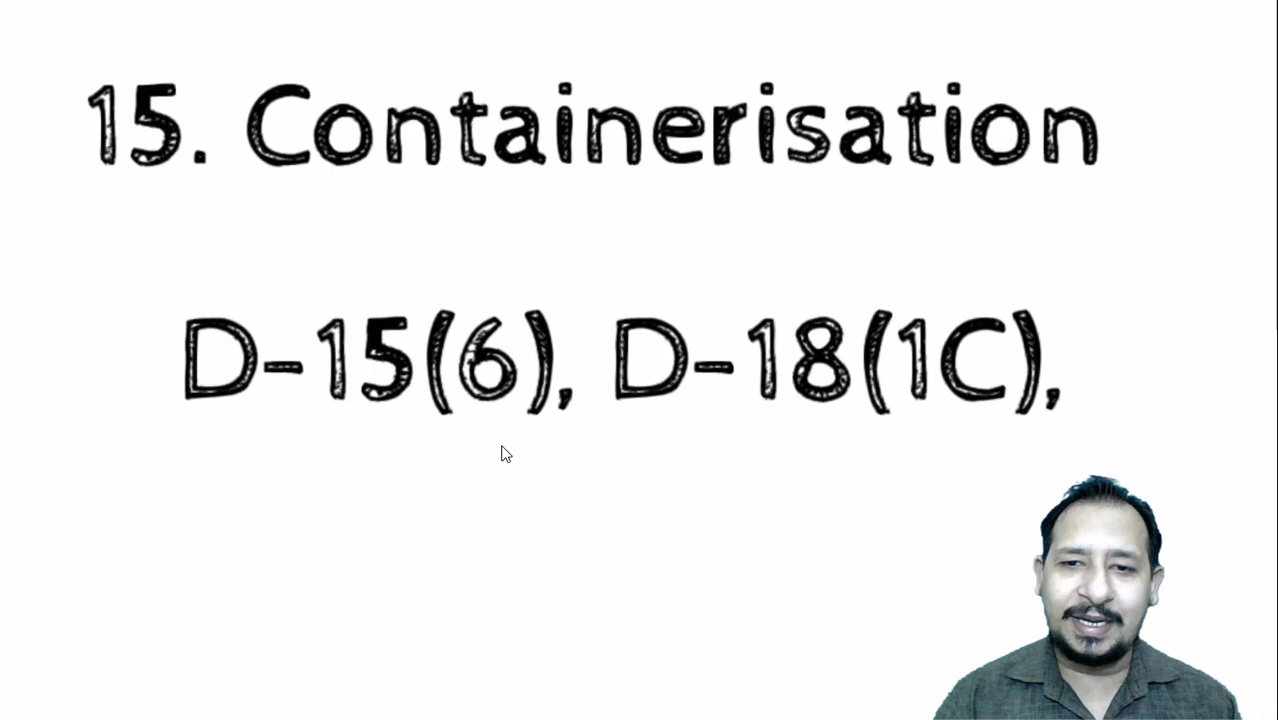 15. Containerisation
D-15(6), D-18(1C),